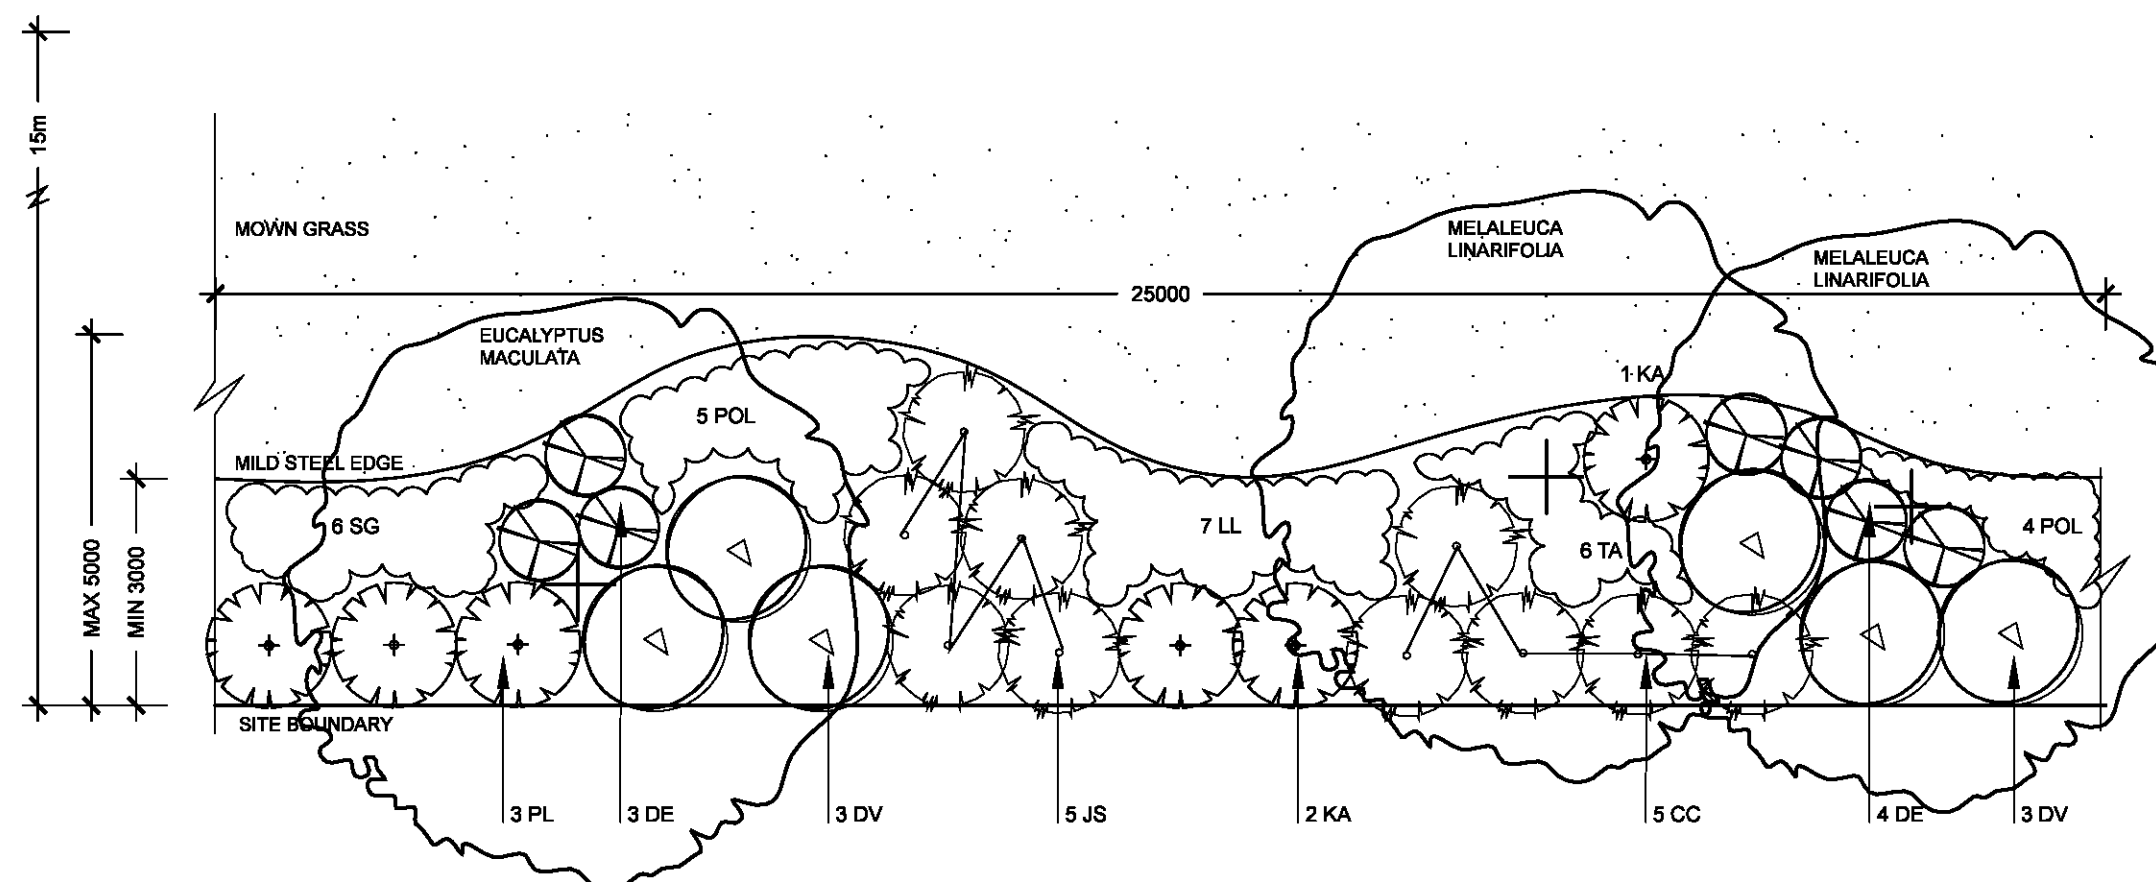 15m
MOWN GRASS
MELALEUCA
LINARIFOLIA
MELALEUCA
LINARIFOLIA
25000
EUCALYPTUS
MACULATA
1 KA
5 POL
MILD STEEL EDGE
6 SG
7 LL
6 TA
4 POL
MAX 5000
MIN 3000
SITE BOUNDARY
3 PL
3 DE
3 DV
5 JS
2 KA
5 CC
4 DE
3 DV